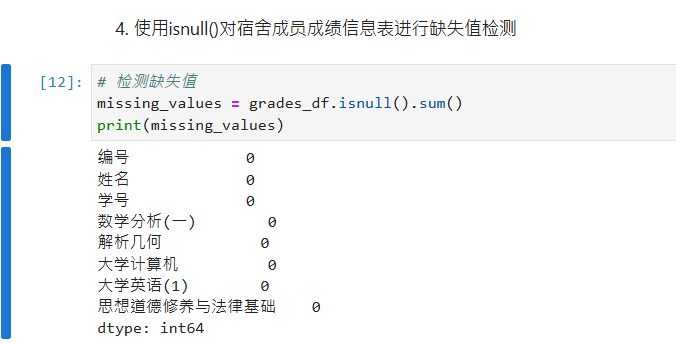 4. 使用isnull()对宿舍成员成绩信息表进行缺失值检测
[12]: # 检测缺失值
missing_values = grades_df.isnull().sum()
print(missing_values)
编号 0
姓名 0
学号 0
数学分析(一) 0
解析几何 0
大学计算机 0
大学英语(1) 0
思想道德修养与法律基础 0
dtype: int64